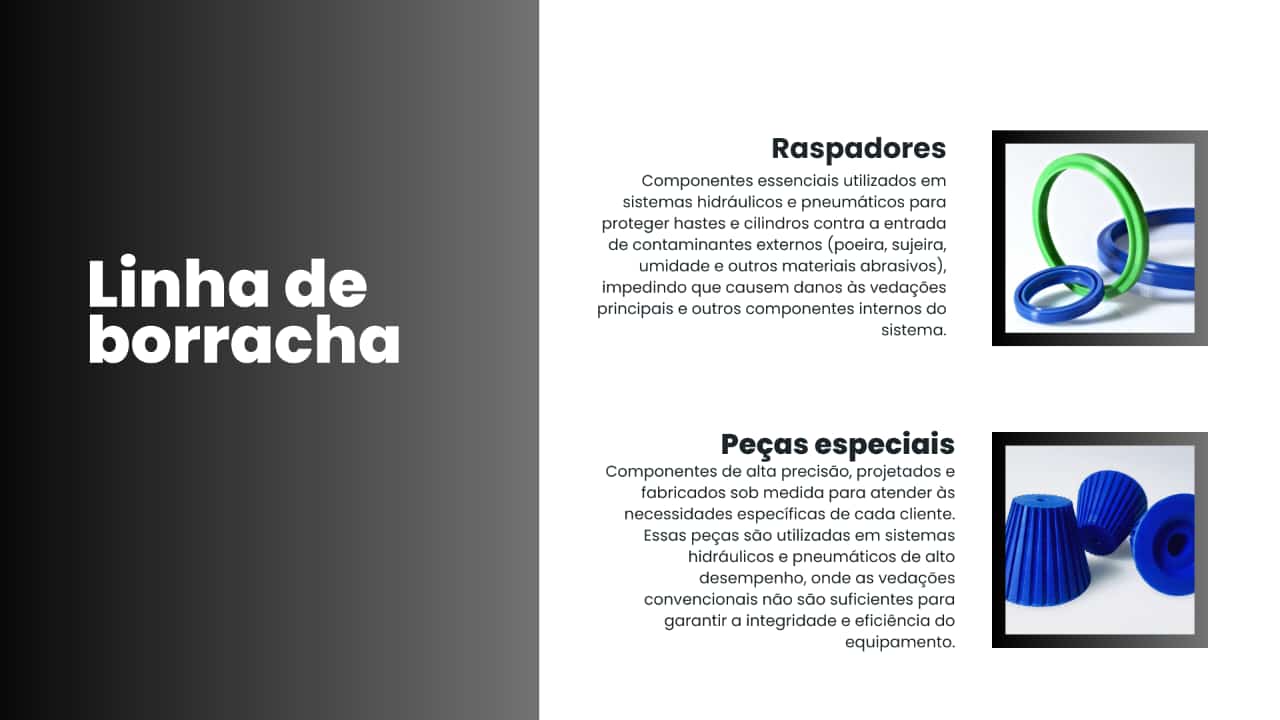 Linha de
borracha
Raspadores
Componentes essenciais utilizados em
sistemas hidráulicos e pneumáticos para
proteger hastes e cilindros contra a entrada
de contaminantes externos (poeira, sujeira,
umidade e outros materiais abrasivos),
impedindo que causem danos às vedações
principais e outros componentes internos do
sistema.
Peças especiais
Componentes de alta precisão, projetados e
fabricados sob medida para atender às
necessidades específicas de cada cliente.
Essas peças são utilizadas em sistemas
hidráulicos e pneumáticos de alto
desempenho, onde as vedações
convencionais não são suficientes para
garantir a integridade e eficiência do
equipamento.